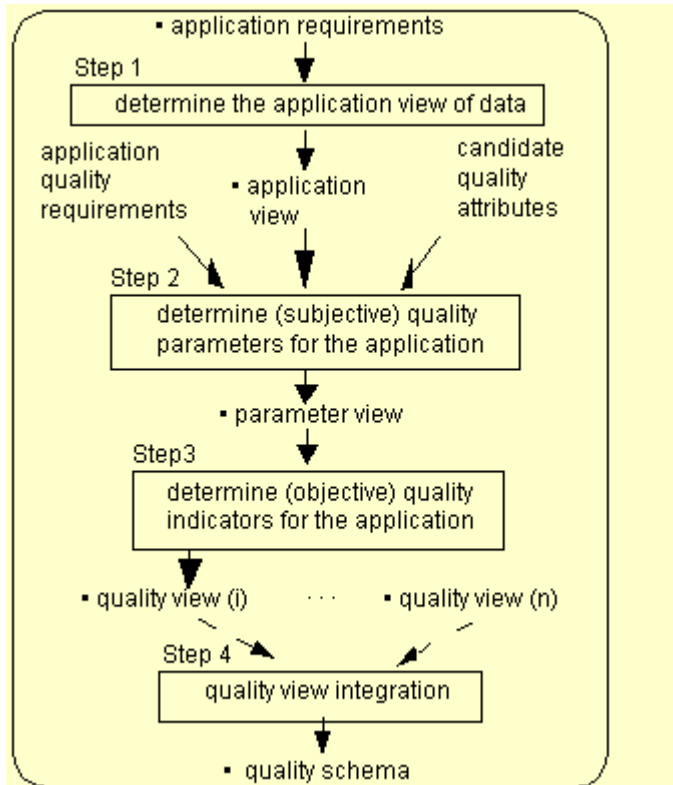 ▪ application requirements
Step 1
determine the application view of data
application
quality
requirements
▪ application
view
candidate
quality
attributes
Step 2
determine (subjective) quality
parameters for the application
▪ parameter view
Step3
determine (objective) quality
indicators for the application
▪ quality view (i) . . . ▪ quality view (n)
Step 4
quality view integration
▪ quality schema